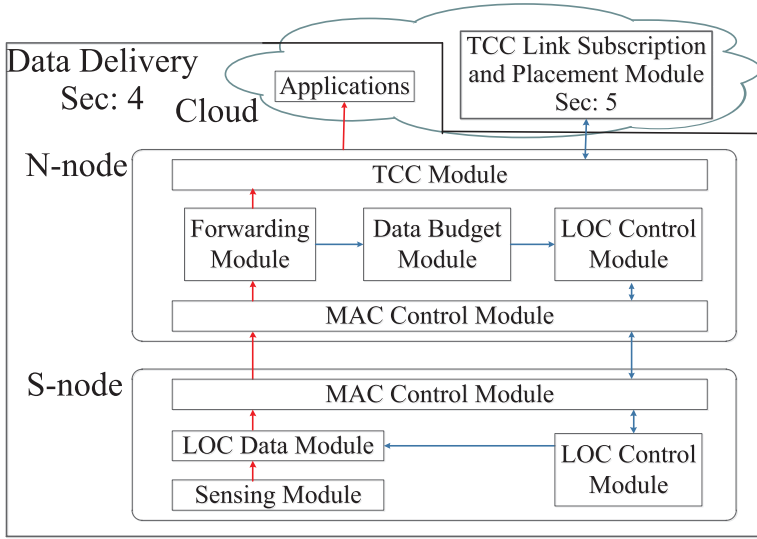 Data Delivery
Sec: 4
Cloud
Applications
TCC Link Subscription
and Placement Module
Sec: 5
N-node
TCC Module
Forwarding
Module
Data Budget
Module
LOC Control
Module
MAC Control Module
S-node
MAC Control Module
LOC Data Module
LOC Control
Module
Sensing Module